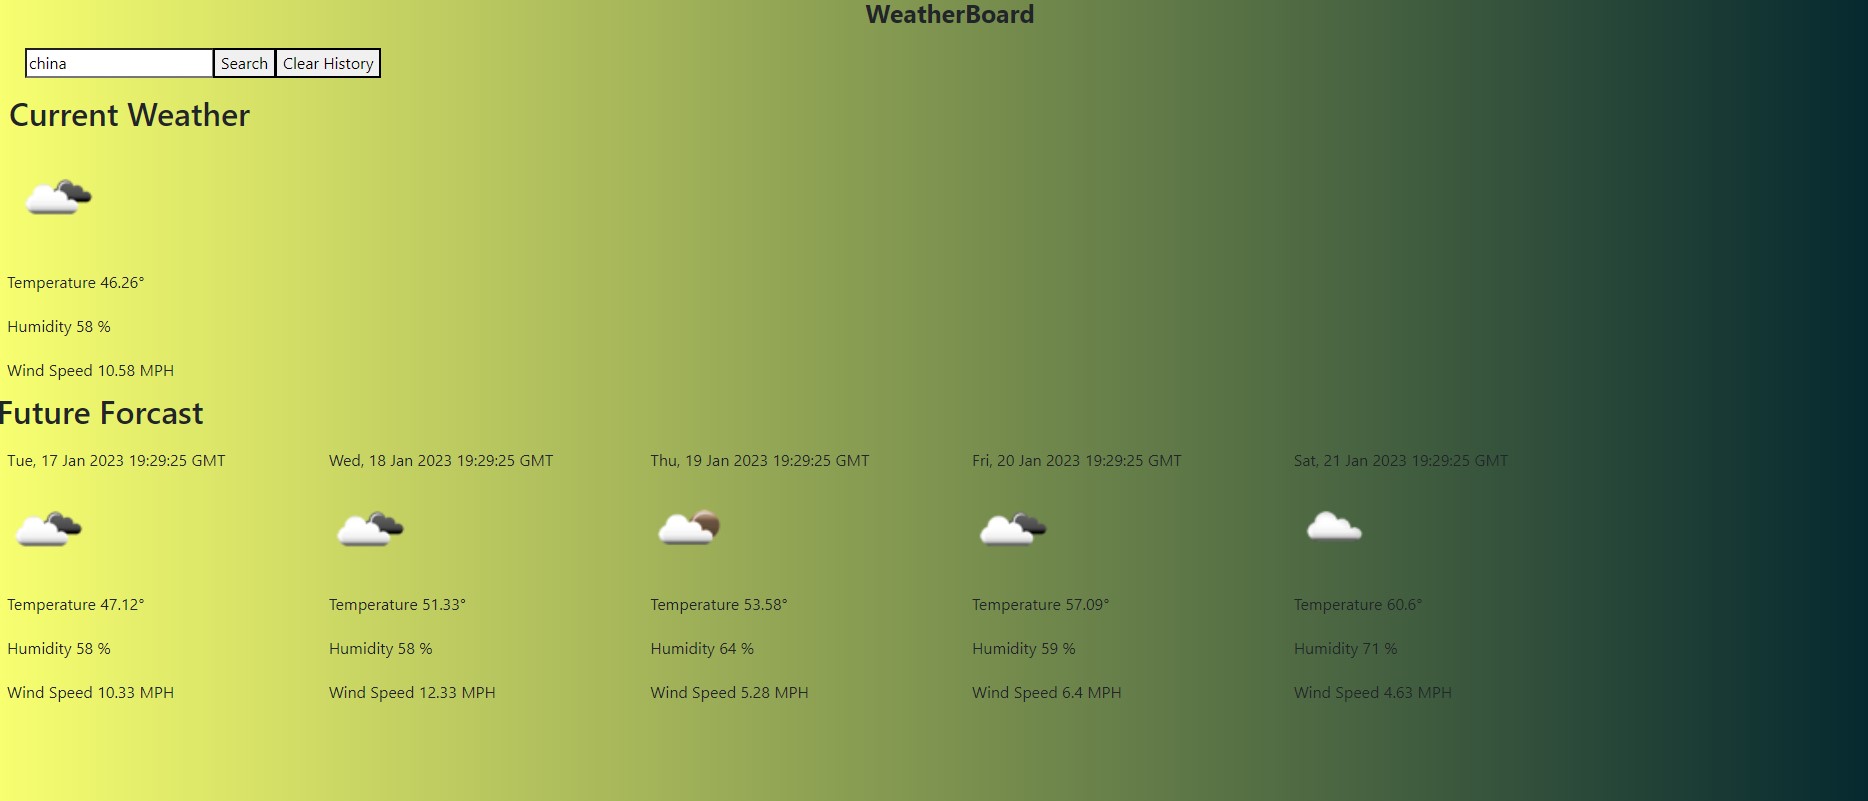 WeatherBoard
china Search Clear History
Current Weather
Temperature 46.26°
Humidity 58 %
Wind Speed 10.58 MPH
Future Forcast
Tue, 17 Jan 2023 19:29:25 GMT Wed, 18 Jan 2023 19:29:25 GMT Thu, 19 Jan 2023 19:29:25 GMT Fri, 20 Jan 2023 19:29:25 GMT Sat, 21 Jan 2023 19:29:25 GMT
Temperature 47.12° Temperature 51.33° Temperature 53.58° Temperature 57.09° Temperature 60.6°
Humidity 58 % Humidity 58 % Humidity 64 % Humidity 59 % Humidity 71 %
Wind Speed 10.33 MPH Wind Speed 12.33 MPH Wind Speed 5.28 MPH Wind Speed 6.4 MPH Wind Speed 4.63 MPH